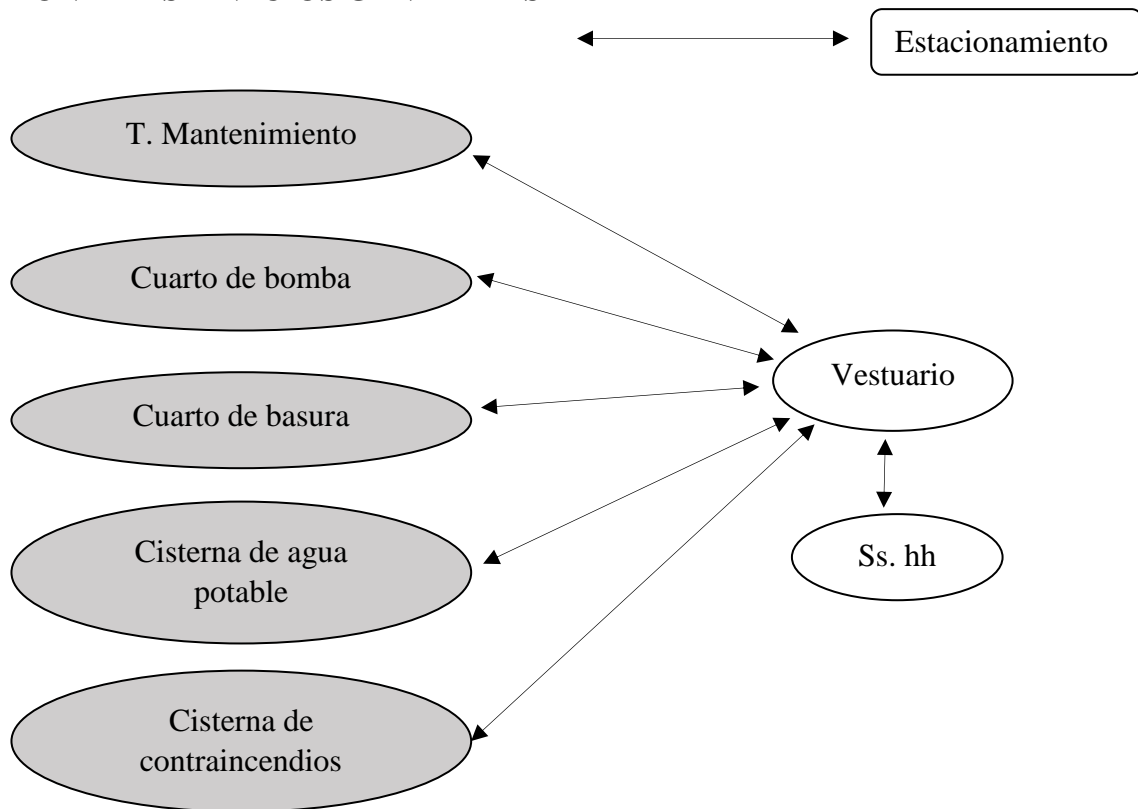 Estacionamiento
T. Mantenimiento
Cuarto de bomba
Vestuario
Cuarto de basura
Cisterna de agua
potable
Ss. hh
Cisterna de
contraincendios